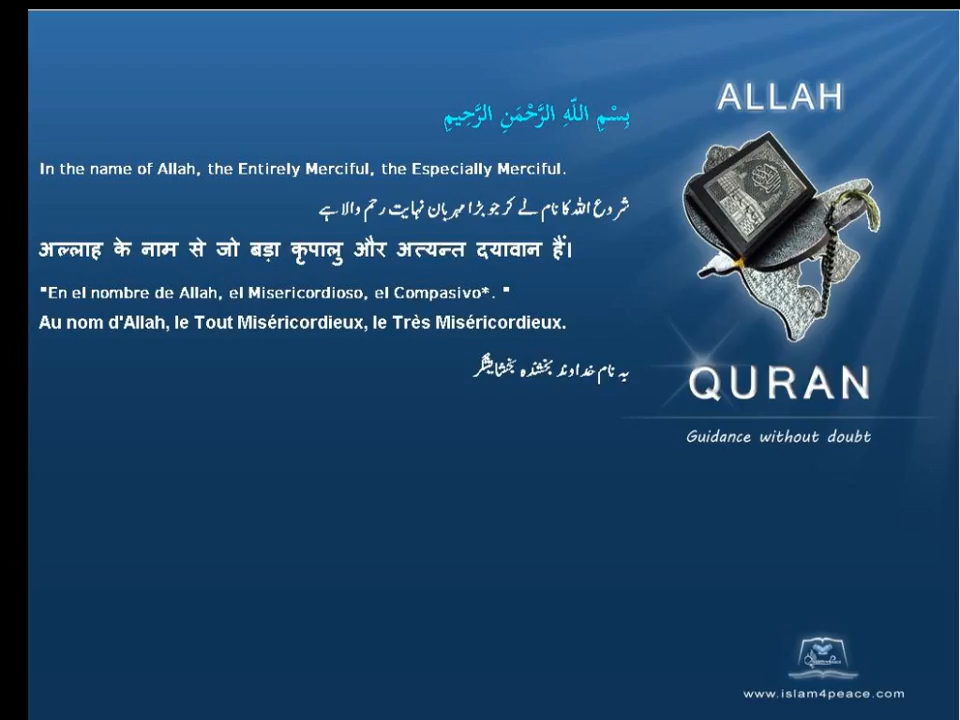 بِسْمِ اللَّهِ الرَّحْمَنِ الرَّحِيمِ
In the name of Allah, the Entirely Merciful, the Especially Merciful.
شروع الله کا نام لے کر جو بڑا مہربان نہایت رحم والا ہے
अल्लाह के नाम से जो बड़ा कृपालु और अत्यन्त दयावान हैं।
"En el nombre de Allah, el Misericordioso, el Compasivo*. "
Au nom d'Allah, le Tout Miséricordieux, le Très Miséricordieux.
به نام خداوند بخشنده بخشایشگر
ALLAH
QURAN
Guidance without doubt
www.islam4peace.com